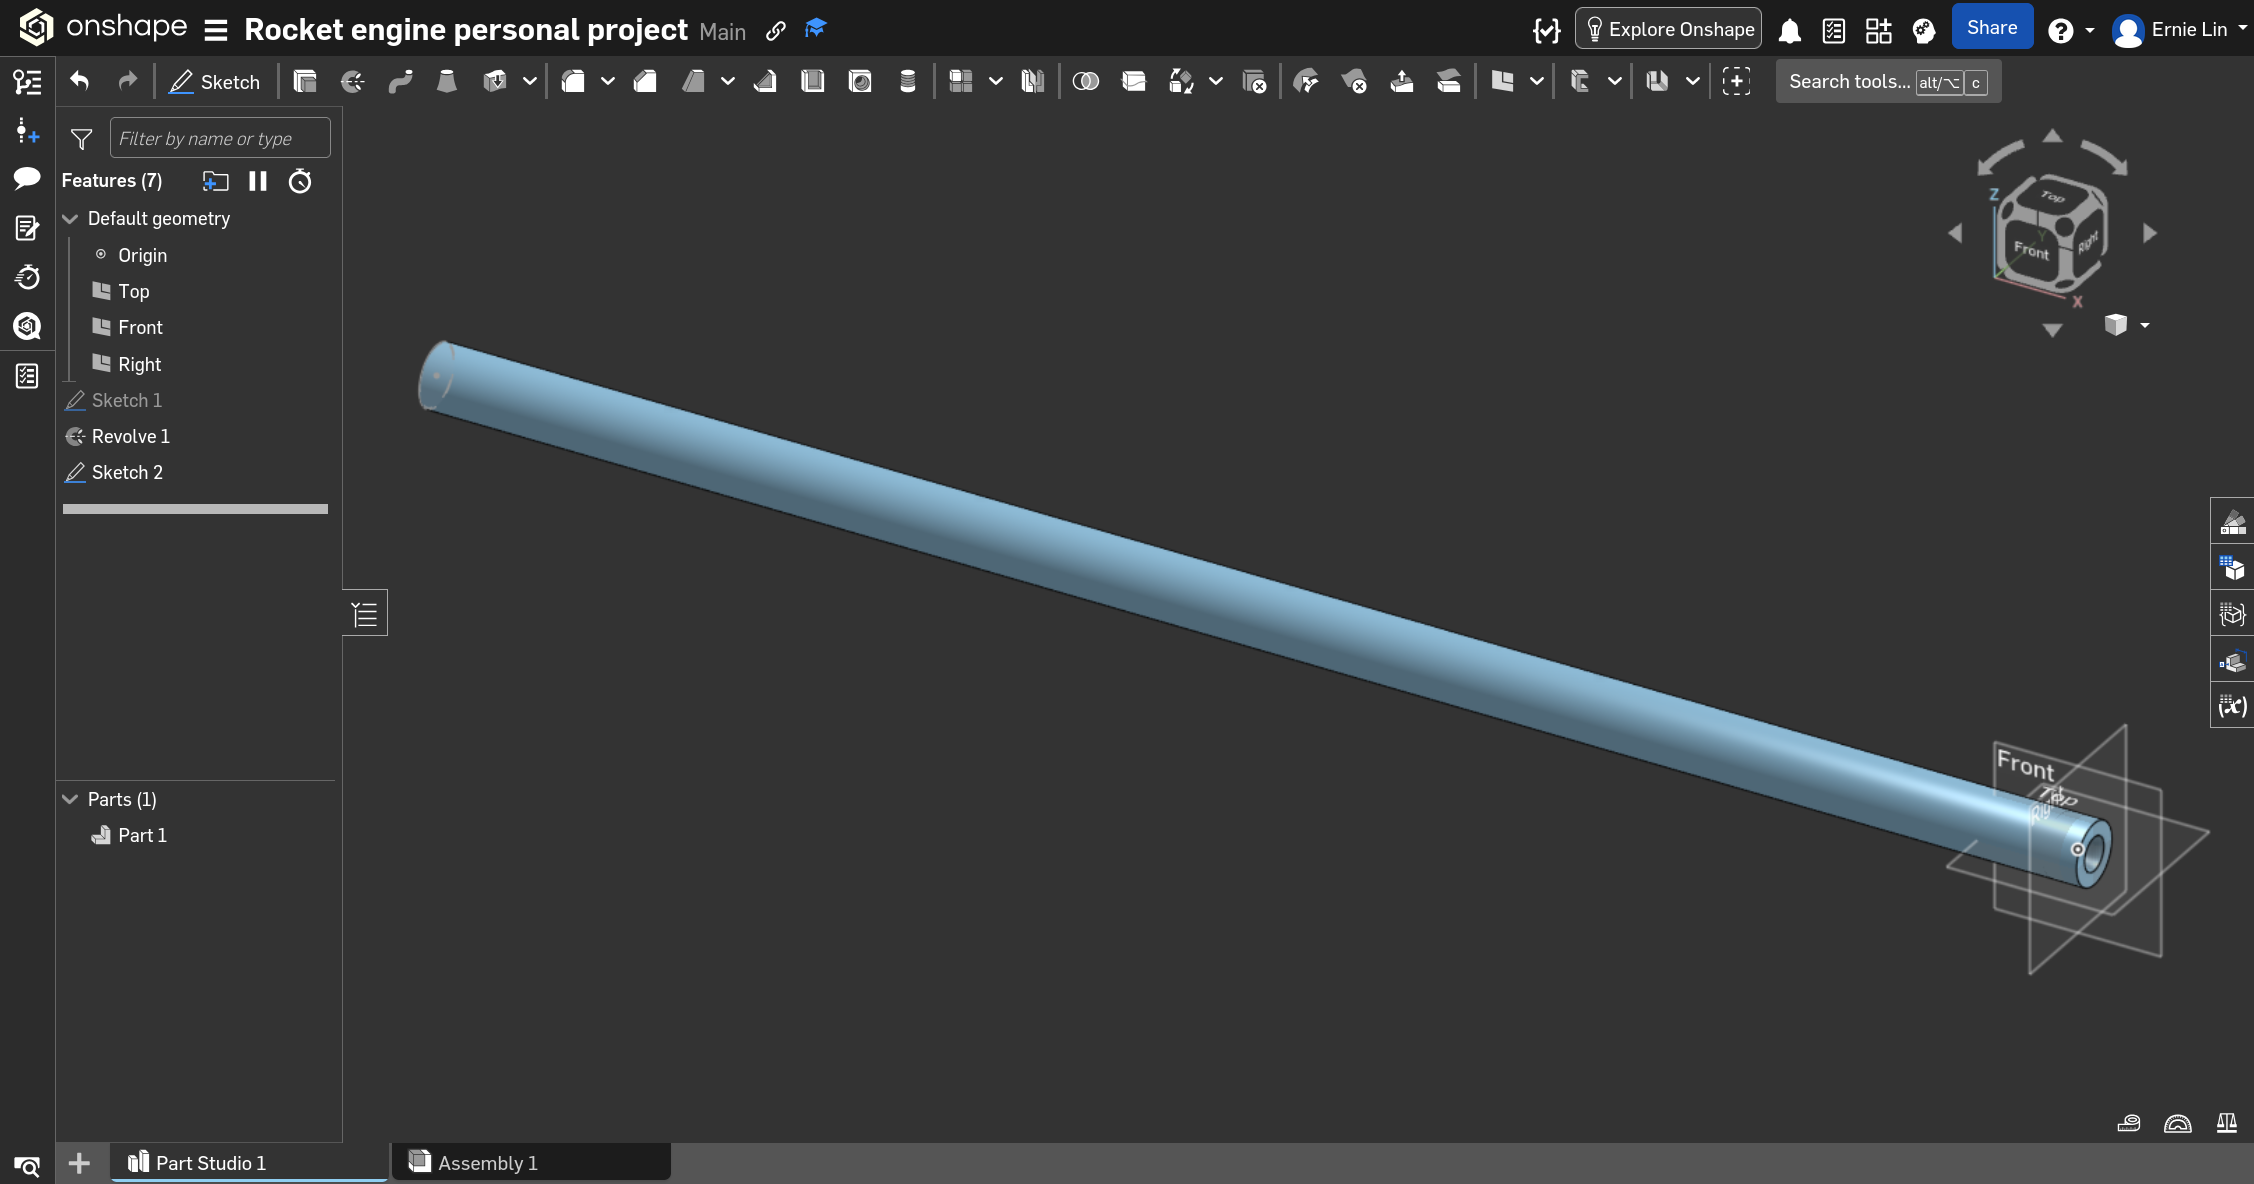 onshape Rocket engine personal project Main Explore Onshape Share Ernie Lin
Sketch Search tools... alt/⌥ c
Filter by name or type
Features (7)
Default geometry
Origin
Top
Front
Right
Sketch 1
Revolve 1
Sketch 2
Z
Top
Y
Front
Right
X
(x)
Front
Top
Right
Parts (1)
Part 1
Part Studio 1 Assembly 1